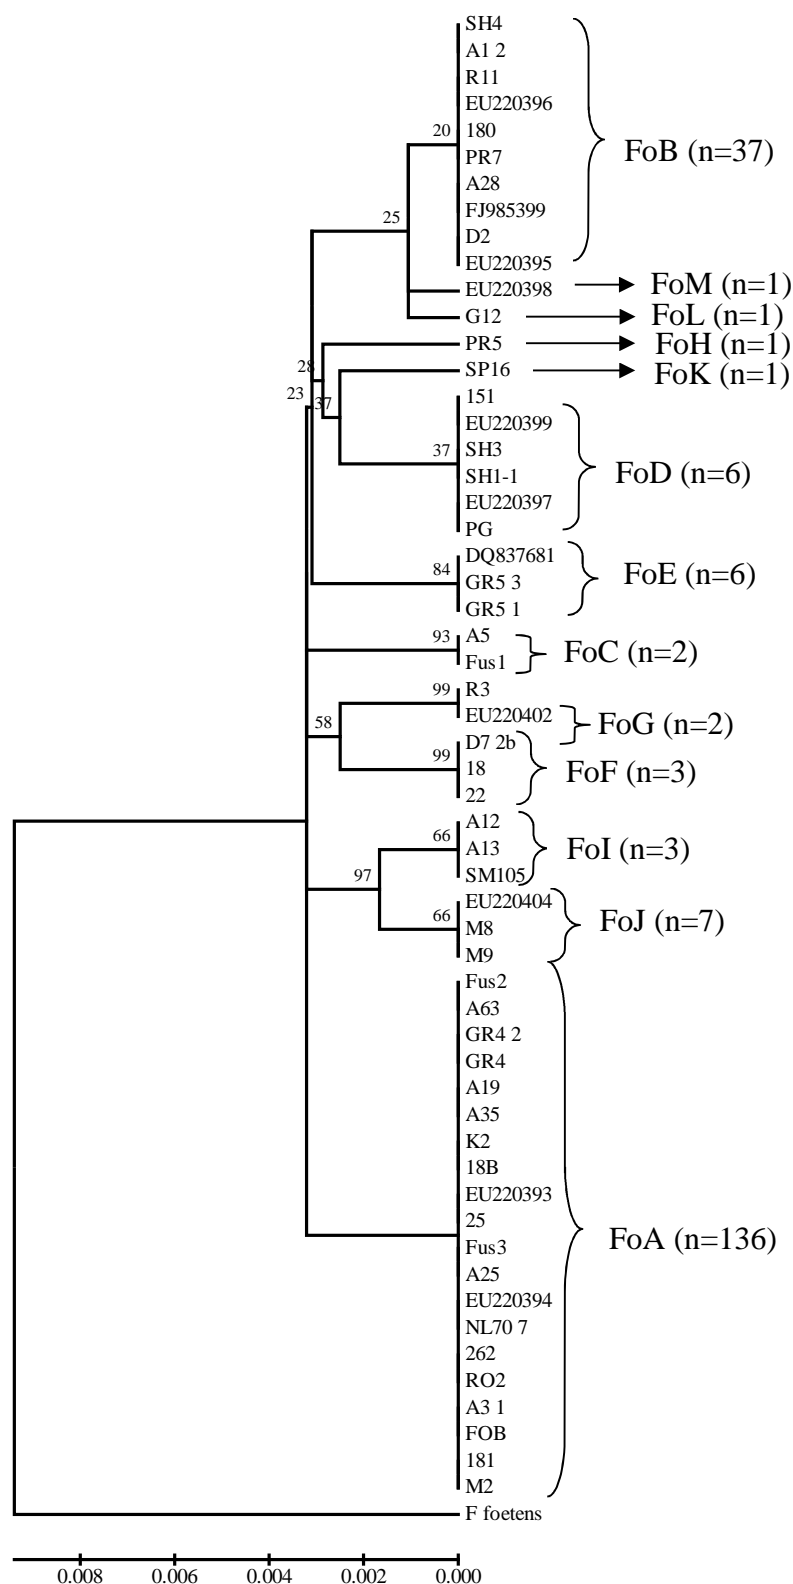 SH4
A1 2
R11
EU220396
20
180
FoB (n=37)
PR7
A28
25
FJ985399
D2
EU220395
EU220398
FoM (n=1)
G12
FoL (n=1)
PR5
FoH (n=1)
28
SP16
FoK (n=1)
23
37
151
EU220399
37
SH3
FoD (n=6)
SH1-1
EU220397
PG
DQ837681
84
GR5 3
FoE (n=6)
GR5 1
93
A5
FoC (n=2)
Fus1
99
R3
EU220402
FoG (n=2)
58
D7 2b
99
18
FoF (n=3)
22
A12
66
A13
FoI (n=3)
SM105
97
EU220404
66
M8
FoJ (n=7)
M9
Fus2
A63
GR4 2
GR4
A19
A35
K2
18B
EU220393
25
FoA (n=136)
Fus3
A25
EU220394
NL70 7
262
RO2
A3 1
FOB
181
M2
F foetens
0.008 0.006 0.004 0.002 0.000